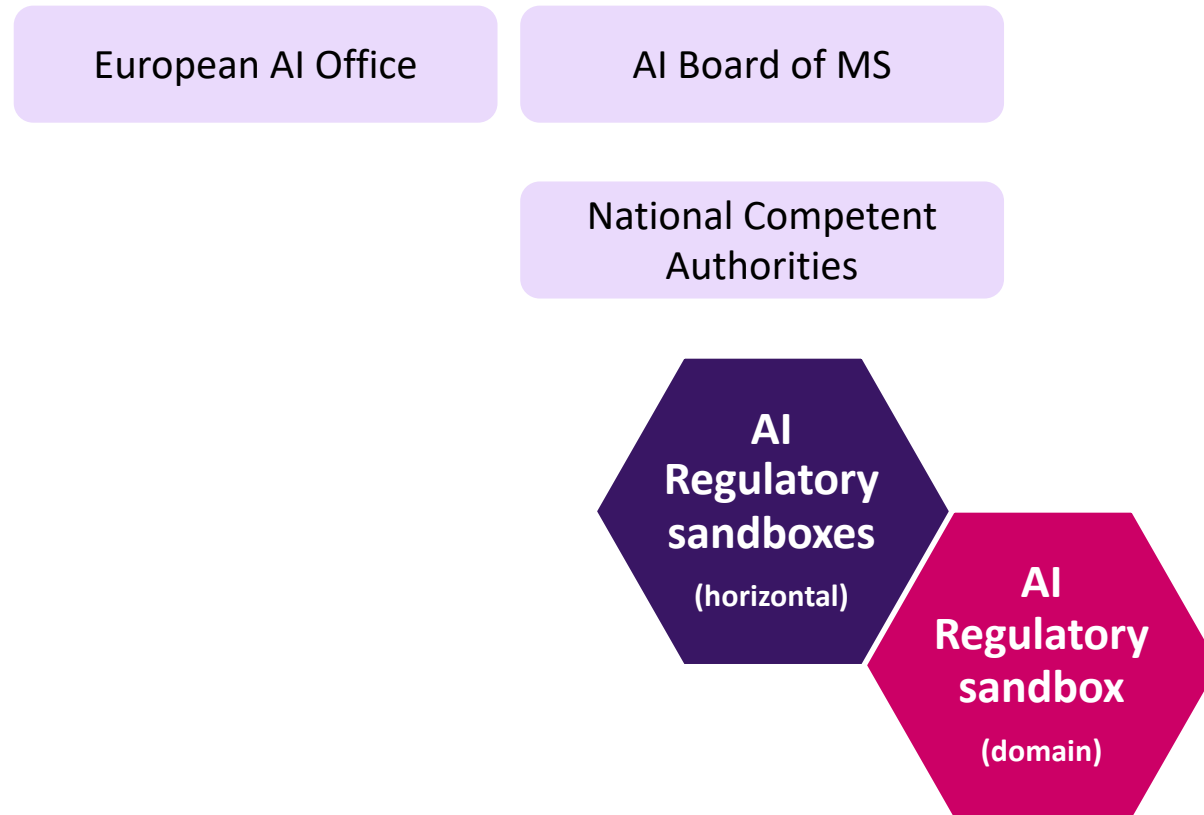 European AI Office
AI Board of MS
National Competent
Authorities
AI
Regulatory
sandboxes
(horizontal)
AI
Regulatory
sandbox
(domain)